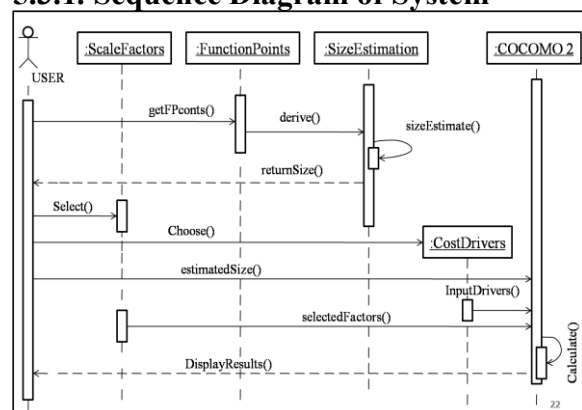 5.5.1. Sequence Diagram of System
:ScaleFactors
:FunctionPoints
:SizeEstimation
:COCOMO 2
USER
getFPconts()
derive()
sizeEstimate()
returnSize()
Select()
Choose()
:CostDrivers
estimatedSize()
InputDrivers()
selectedFactors()
Calculate()
DisplayResults()
22